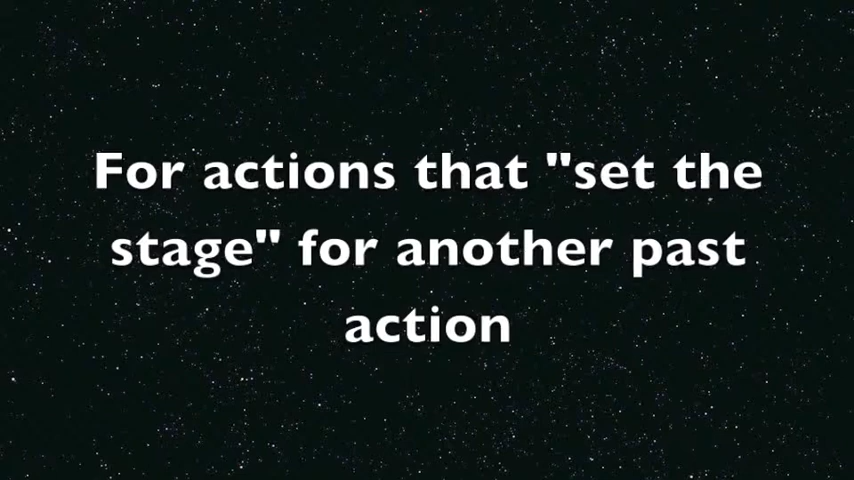 For actions that "set the
stage" for another past
action